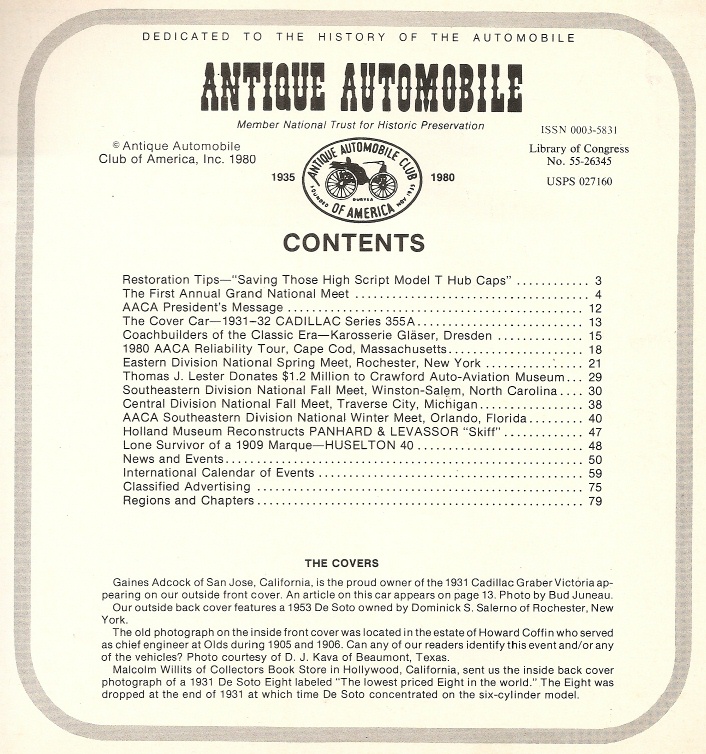 DEDICATED TO THE HISTORY OF THE AUTOMOBILE
ANTIQUE AUTOMOBILE
Member National Trust for Historic Preservation
© Antique Automobile
Club of America, Inc. 1980
ISSN 0003-5831
Library of Congress
No. 55-26345
USPS 027160
1935
ANTIQUE AUTOMOBILE CLUB
OF AMERICA
FOUNDED
DURYEA
NOV 1935
1980
CONTENTS
Restoration Tips—"Saving Those High Script Model T Hub Caps" ........... 3
The First Annual Grand National Meet ................................. 4
AACA President's Message ........................................... 12
The Cover Car—1931-32 CADILLAC Series 355A......................... 13
Coachbuilders of the Classic Era—Karosserie Gläser, Dresden ............ 15
1980 AACA Reliability Tour, Cape Cod, Massachusetts.................... 18
Eastern Division National Spring Meet, Rochester, New York .............. 21
Thomas J. Lester Donates $1.2 Million to Crawford Auto-Aviation Museum... 29
Southeastern Division National Fall Meet, Winston-Salem, North Carolina.... 30
Central Division National Fall Meet, Traverse City, Michigan................ 38
AACA Southeastern Division National Winter Meet, Orlando, Florida........ 40
Holland Museum Reconstructs PANHARD & LEVASSOR "Skiff"............ 47
Lone Survivor of a 1909 Marque—HUSELTON 40 ......................... 48
News and Events.................................................... 50
International Calendar of Events ...................................... 59
Classified Advertising ............................................... 75
Regions and Chapters............................................... 79
THE COVERS
Gaines Adcock of San Jose, California, is the proud owner of the 1931 Cadillac Graber Victoria ap-
pearing on our outside front cover. An article on this car appears on page 13. Photo by Bud Juneau.
Our outside back cover features a 1953 De Soto owned by Dominick S. Salerno of Rochester, New
York.
The old photograph on the inside front cover was located in the estate of Howard Coffin who served
as chief engineer at Olds during 1905 and 1906. Can any of our readers identify this event and/or any
of the vehicles? Photo courtesy of D. J. Kava of Beaumont, Texas.
Malcolm Willits of Collectors Book Store in Hollywood, California, sent us the inside back cover
photograph of a 1931 De Soto Eight labeled "The lowest priced Eight in the world." The Eight was
dropped at the end of 1931 at which time De Soto concentrated on the six-cylinder model.